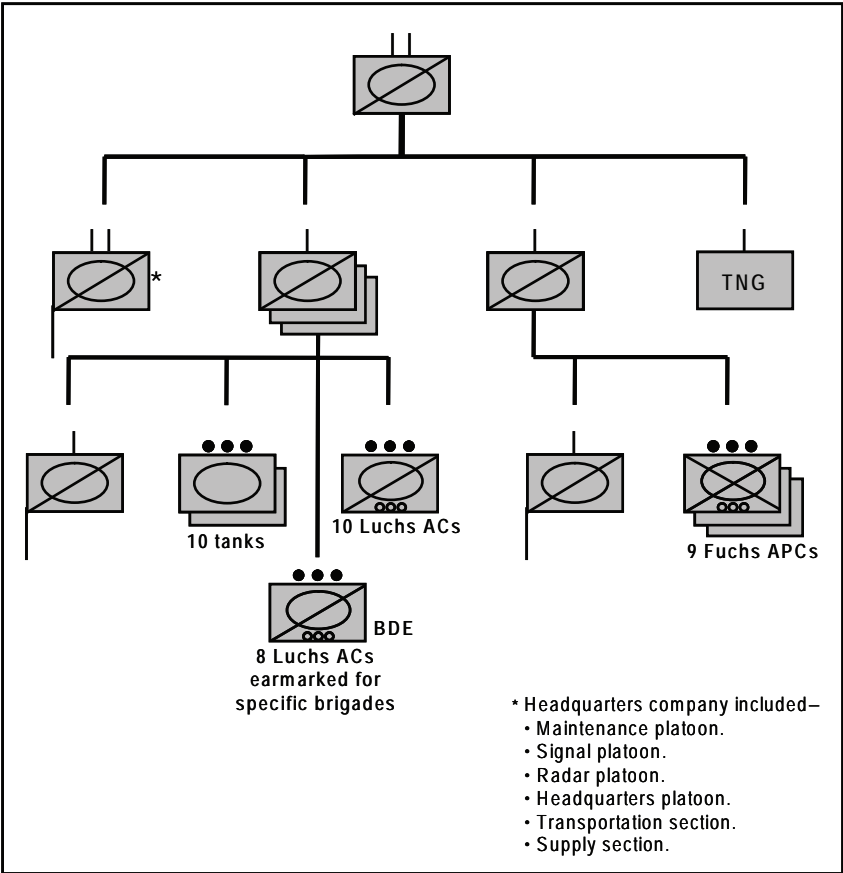 *
TNG
10 tanks
10 Luchs ACs
9 Fuchs APCs
BDE
8 Luchs ACs
earmarked for
specific brigades
* Headquarters company included–
• Maintenance platoon.
• Signal platoon.
• Radar platoon.
• Headquarters platoon.
• Transportation section.
• Supply section.